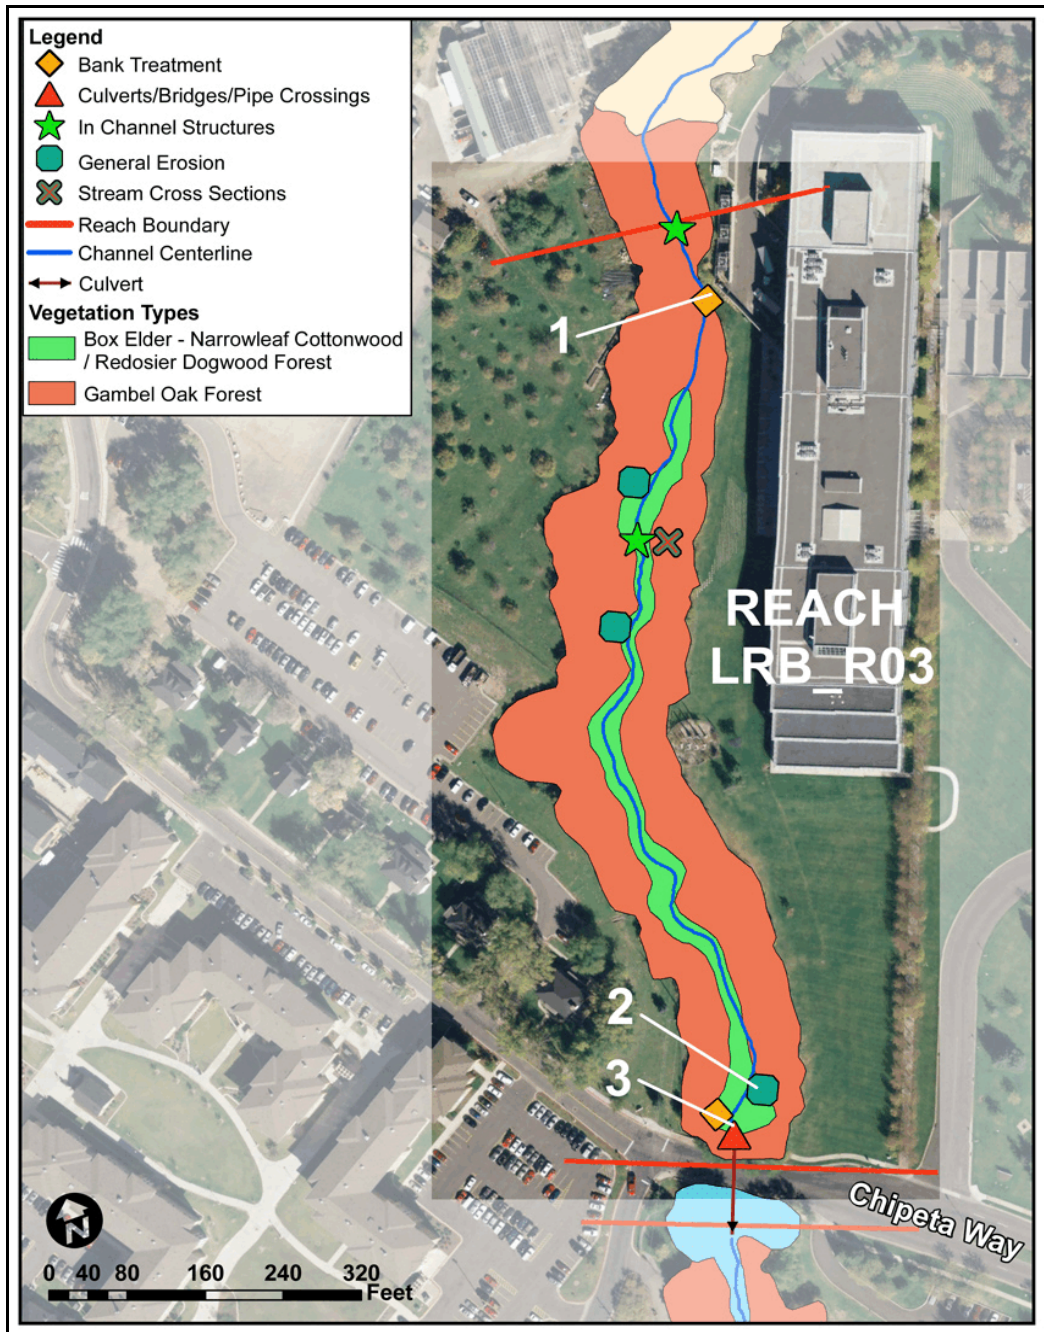 Legend
Bank Treatment
Culverts/Bridges/Pipe Crossings
In Channel Structures
General Erosion
Stream Cross Sections
Reach Boundary
Channel Centerline
Culvert
Vegetation Types
Box Elder - Narrowleaf Cottonwood
/ Redosier Dogwood Forest
Gambel Oak Forest
1
REACH
LRB_R03
2
3
Chipeta Way
N
0 40 80 160 240 320
Feet